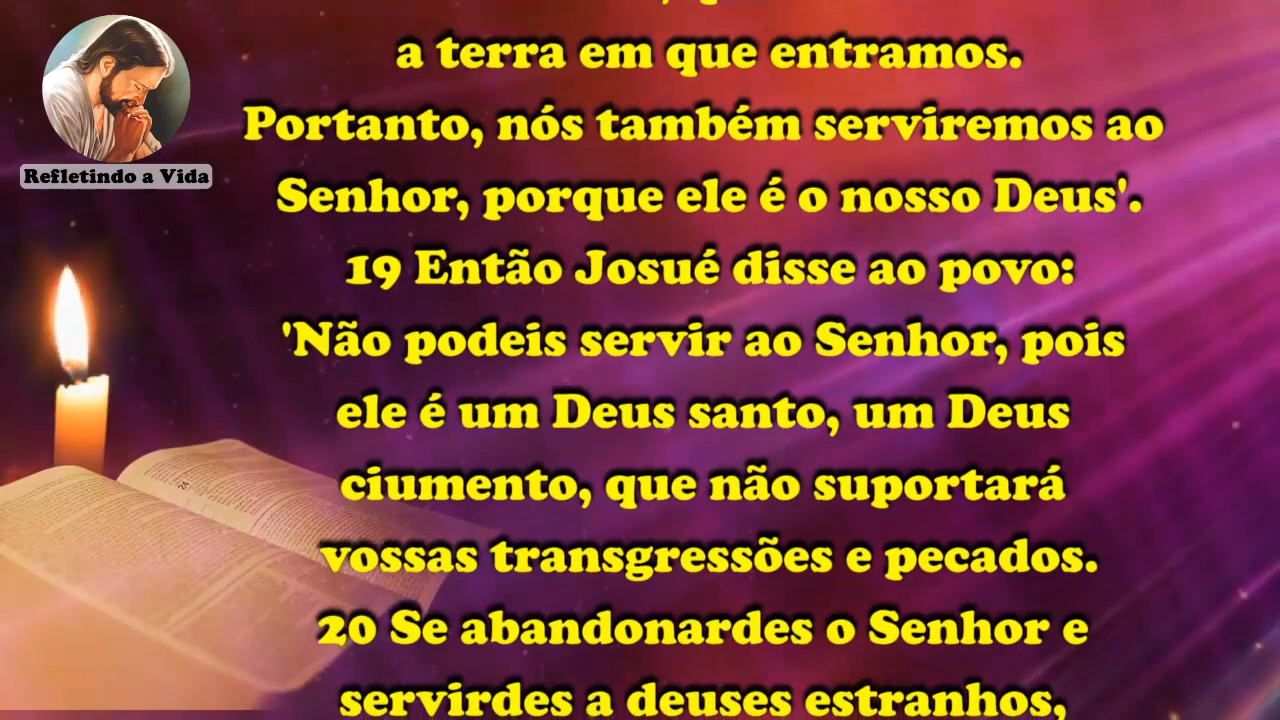 a terra em que entramos.
Portanto, nós também serviremos ao
Senhor, porque ele é o nosso Deus'.
19 Então Josué disse ao povo:
'Não podeis servir ao Senhor, pois
ele é um Deus santo, um Deus
ciumento, que não suportará
vossas transgressões e pecados.
20 Se abandonardes o Senhor e
servirdes a deuses estranhos,
Refletindo a Vida